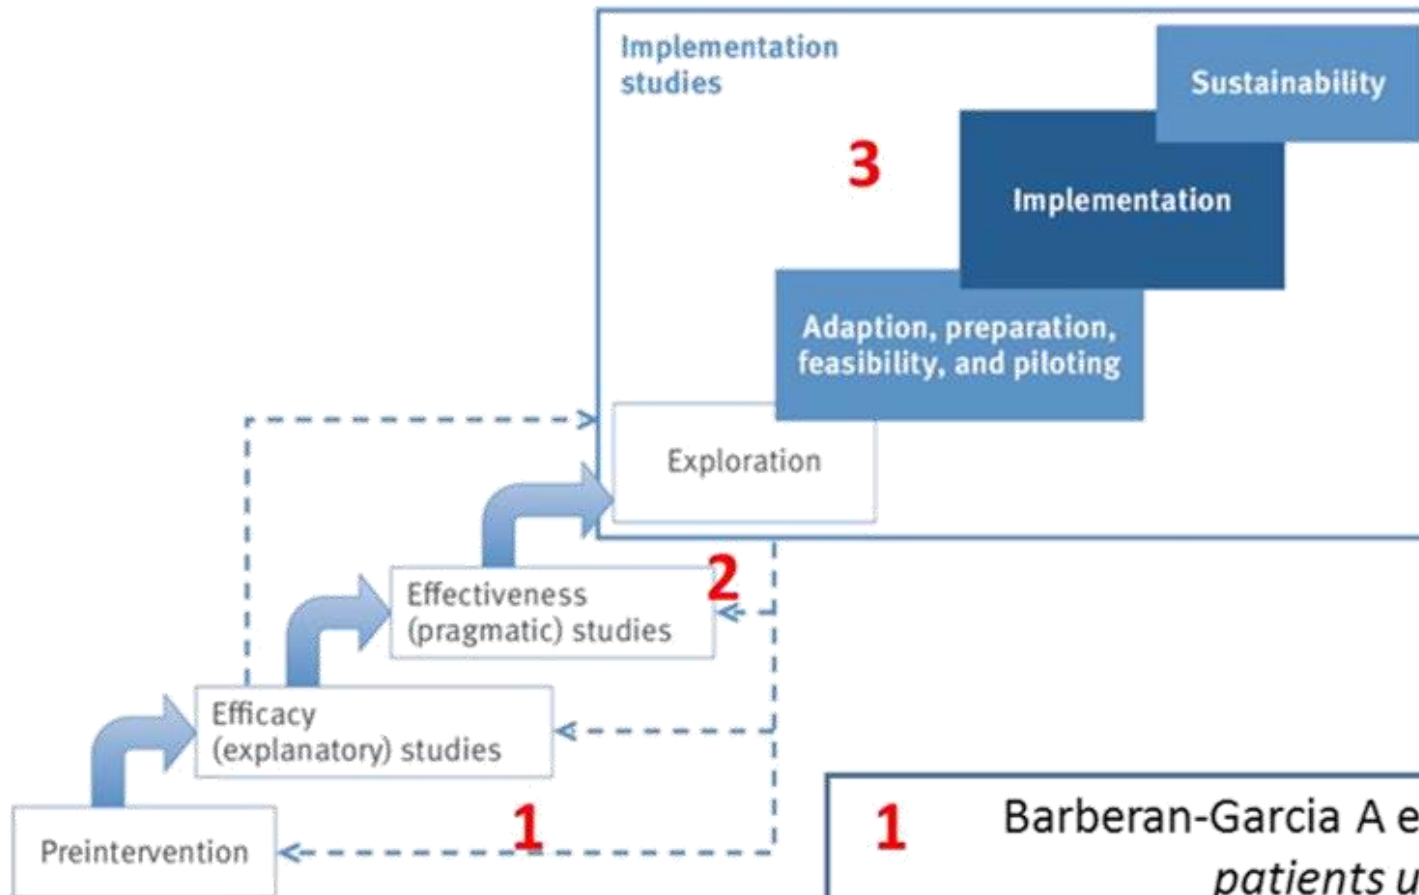 Implementation
studies
Sustainability
3
Implementation
Adaption, preparation,
feasibility, and piloting
Exploration
2
Effectiveness
(pragmatic) studies
Efficacy
(explanatory) studies
1
Preintervention
1 Barberan-Garcia A e
patients u